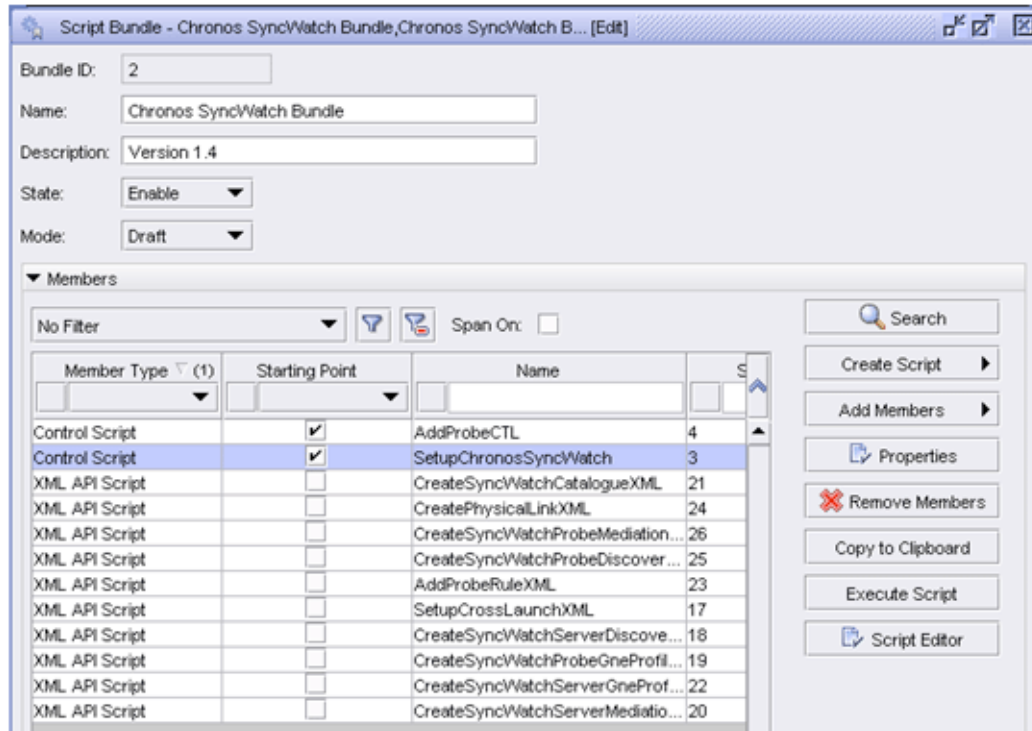 Script Bundle - Chronos SyncWatch Bundle,Chronos SyncWatch B... [Edit]
Bundle ID: 2
Name: Chronos SyncWatch Bundle
Description: Version 1.4
State: Enable
Mode: Draft
Members
No Filter Span On: Search
Member Type (1) Starting Point Name S Create Script
Add Members
Control Script AddProbeCTL 4
Control Script SetupChronosSyncWatch 3 Properties
XML API Script CreateSyncWatchCatalogueXML 21
XML API Script CreatePhysicalLinkXML 24 Remove Members
XML API Script CreateSyncWatchProbeMediation... 26
XML API Script CreateSyncWatchProbeDiscover... 25 Copy to Clipboard
XML API Script AddProbeRuleXML 23
XML API Script SetupCrossLaunchXML 17 Execute Script
XML API Script CreateSyncWatchServerDiscove... 18
XML API Script CreateSyncWatchProbeGneProfil... 19 Script Editor
XML API Script CreateSyncWatchServerGneProf... 22
XML API Script CreateSyncWatchServerMediatio... 20